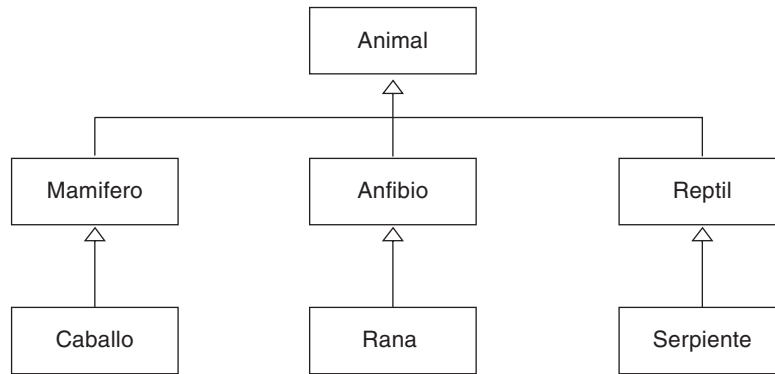 Animal
Mamifero
Anfibio
Reptil
Caballo
Rana
Serpiente